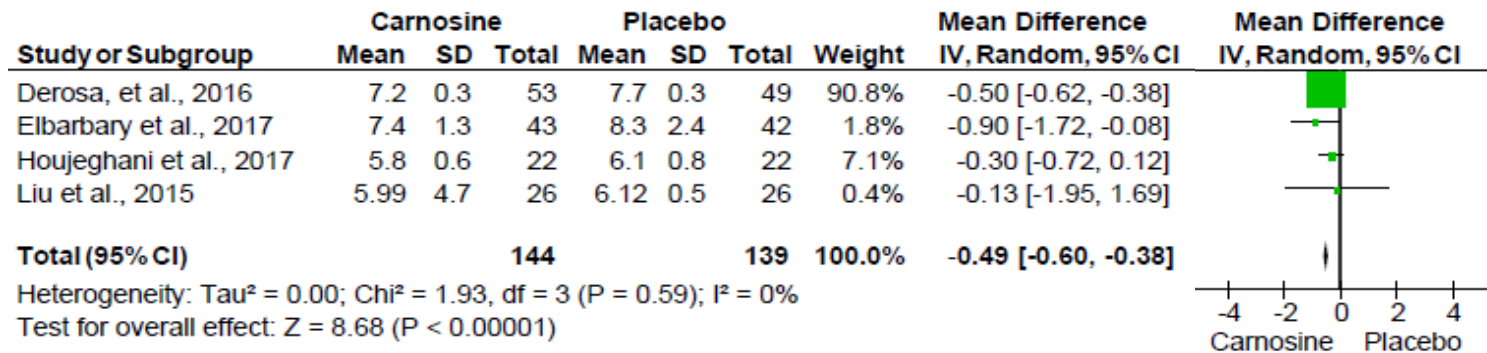 Carnosine Placebo Mean Difference Mean Difference
Study or Subgroup Mean SD Total Mean SD Total Weight IV, Random, 95% CI IV, Random, 95% CI
Derosa, et al., 2016 7.2 0.3 53 7.7 0.3 49 90.8% -0.50 [-0.62, -0.38]
Elbarbary et al., 2017 7.4 1.3 43 8.3 2.4 42 1.8% -0.90 [-1.72, -0.08]
Houjeghani et al., 2017 5.8 0.6 22 6.1 0.8 22 7.1% -0.30 [-0.72, 0.12]
Liu et al., 2015 5.99 4.7 26 6.12 0.5 26 0.4% -0.13 [-1.95, 1.69]
Total (95% CI) 144 139 100.0% -0.49 [-0.60, -0.38]
Heterogeneity: Tau² = 0.00; Chi² = 1.93, df = 3 (P = 0.59); I² = 0%
Test for overall effect: Z = 8.68 (P < 0.00001)
-4 -2 0 2 4
Carnosine Placebo